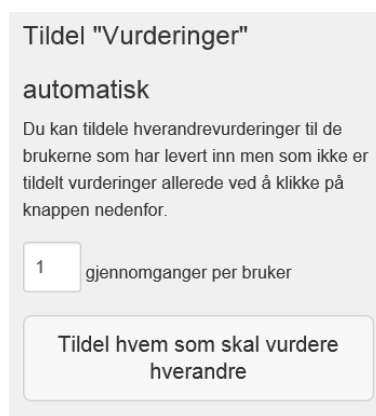 Tildel "Vurderinger"
automatisk
Du kan tildele hverandrevurderinger til de
brukerne som har levert inn men som ikke er
tildelt vurderinger allerede ved å klikke på
knappen nedenfor.
1 gjennomganger per bruker
Tildel hvem som skal vurdere
hverandre